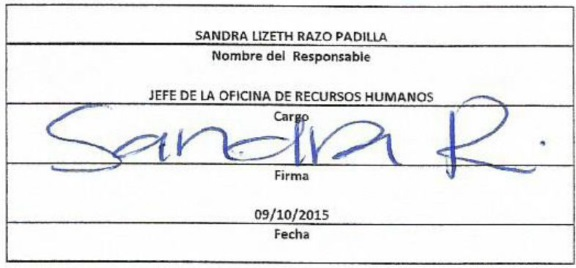 SANDRA LIZETH RAZO PADILLA
Nombre del Responsable
JEFE DE LA OFICINA DE RECURSOS HUMANOS
Cargo
Sandra R.
Firma
09/10/2015
Fecha